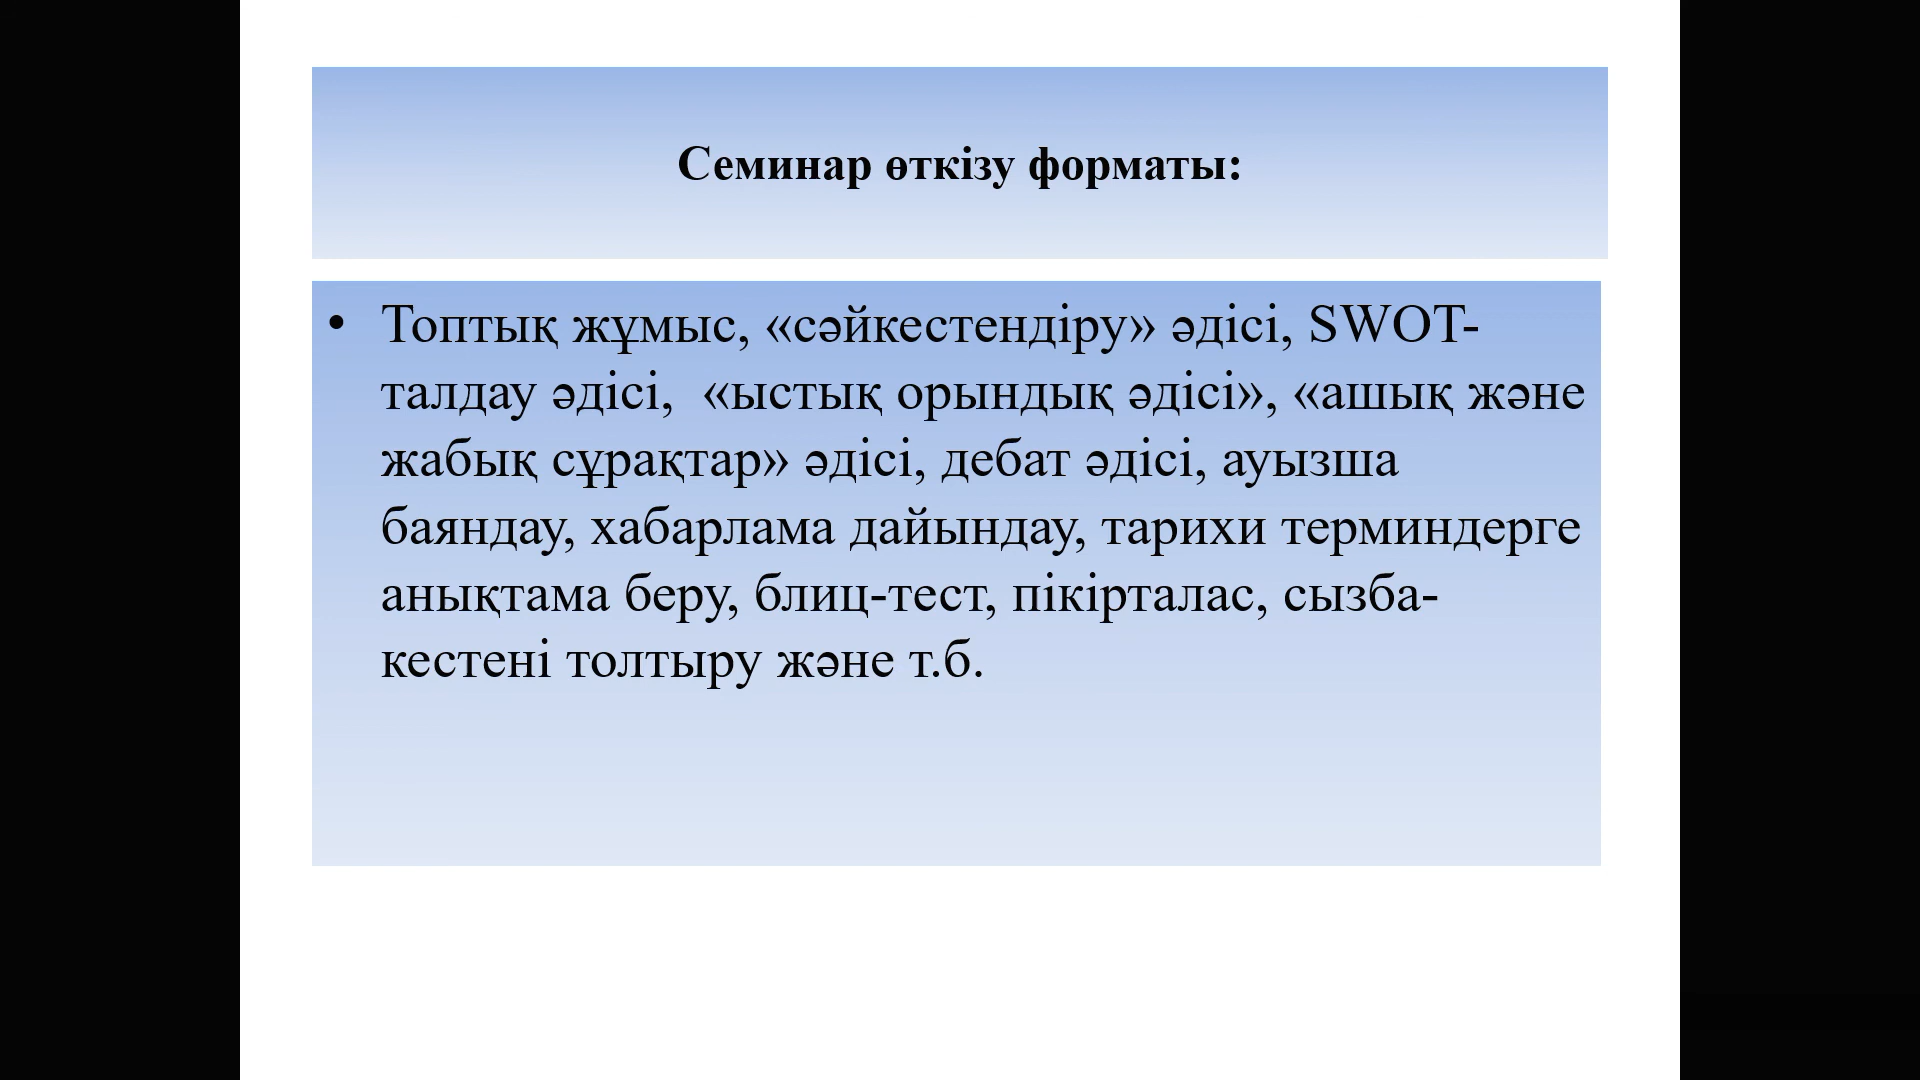 Семинар өткізу форматы:
• Топтық жұмыс, «сәйкестендіру» әдісі, SWOT-
талдау әдісі,  «ыстық орындық әдісі», «ашық және
жабық сұрақтар» әдісі, дебат әдісі, ауызша
баяндау, хабарлама дайындау, тарихи терминдерге
анықтама беру, блиц-тест, пікірталас, сызба-
кестені толтыру және т.б.